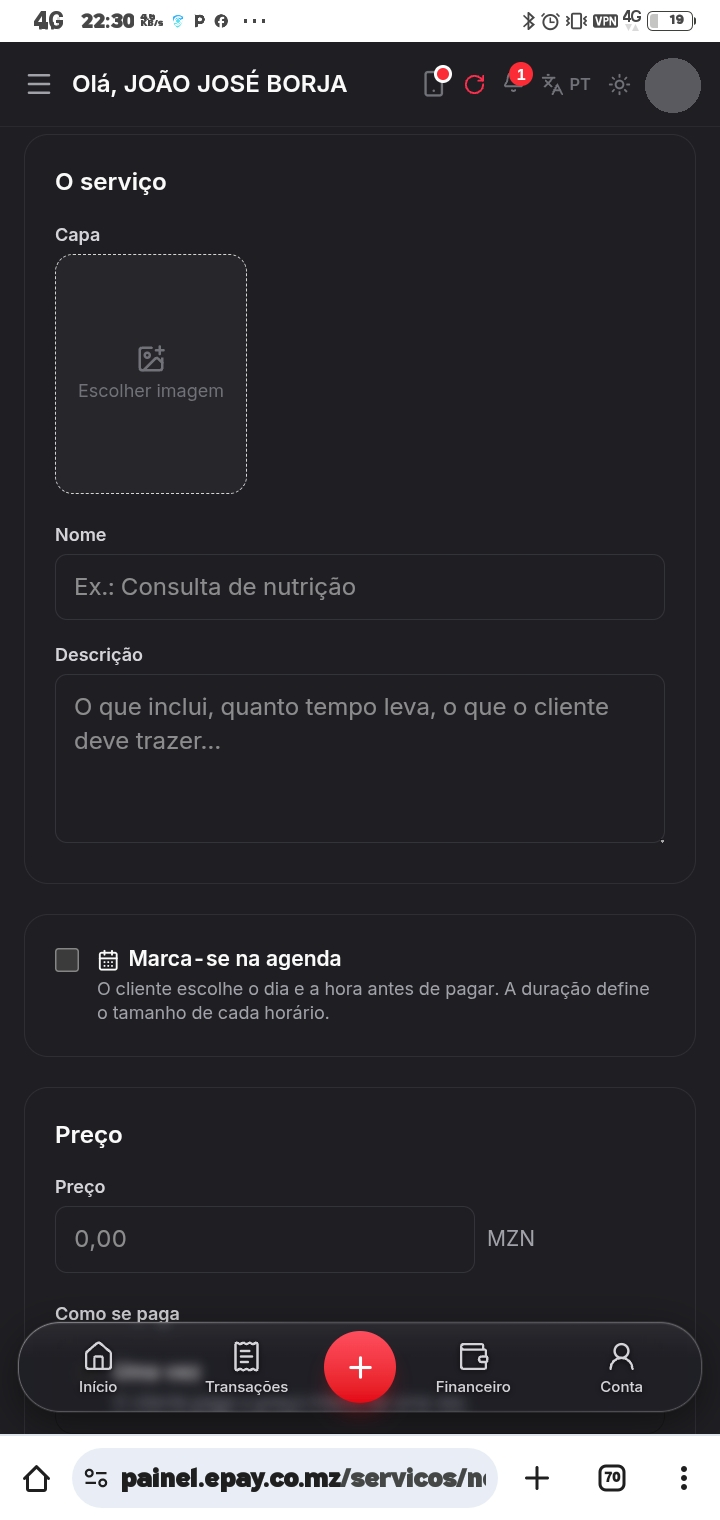 4G 22:30 KB/s P VPN 4G 19
Olá, JOÃO JOSÉ BORJA 1 PT
O serviço
Capa
Escolher imagem
Nome
Ex.: Consulta de nutrição
Descrição
O que inclui, quanto tempo leva, o que o cliente
deve trazer...
Marca-se na agenda
O cliente escolhe o dia e a hora antes de pagar. A duração define
o tamanho de cada horário.
Preço
Preço
0,00 MZN
Como se paga
Início Transações Financeiro Conta
painel.epay.co.mz/servicos/n 70